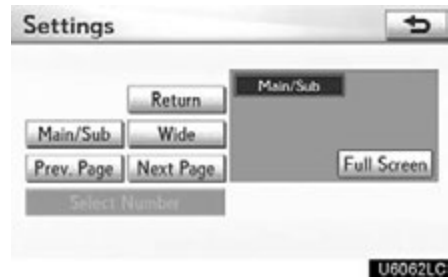 Settings
Return
Main/Sub
Main/Sub
Wide
Prev. Page
Next Page
Full Screen
Select Number
U6062LC